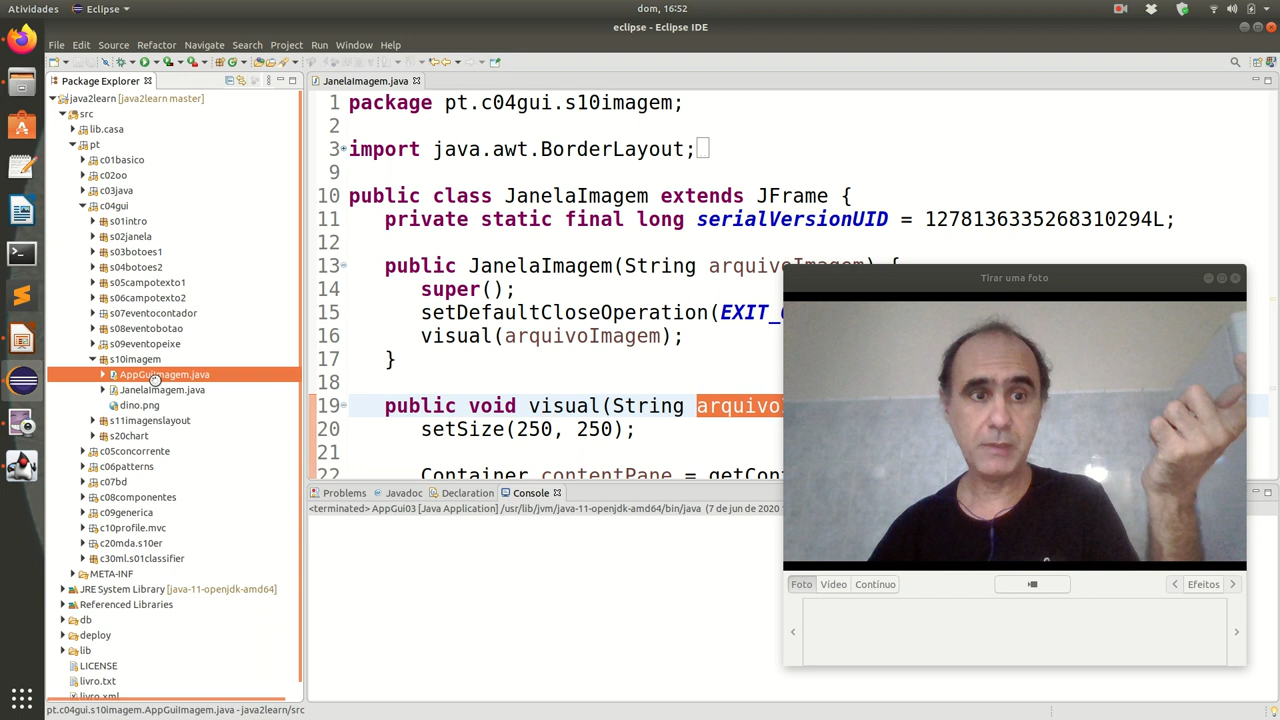 Atividades
Eclipse
dom, 16:52
eclipse - Eclipse IDE
File Edit Source Refactor Navigate Search Project Run Window Help
Package Explorer
java2learn [java2learn master]
src
lib.casa
pt
c01basico
c02oo
c03java
c04gui
s01intro
s02janela
s03botoes1
s04botoes2
s05campotexto1
s06campotexto2
s07eventocontador
s08eventobotao
s09eventopeixe
s10imagem
AppGuiImagem.java
JanelaImagem.java
dino.png
s11imagenslayout
s20chart
c05concorrente
c06patterns
c07bd
c08componentes
c09generica
c10profile.mvc
c20mda.s10er
c30ml.s01classifier
META-INF
JRE System Library [java-11-openjdk-amd64]
Referenced Libraries
db
deploy
lib
LICENSE
livro.txt
livro.xml
pt.c04gui.s10imagem.AppGuiImagem.java - java2learn/src
JanelaImagem.java
1 package pt.c04gui.s10imagem;
2
3 import java.awt.BorderLayout;
9
10 public class JanelaImagem extends JFrame {
11 private static final long serialVersionUID = 1278136335268310294L;
12
13 public JanelaImagem(String arquivoImagem) {
14 super();
15 setDefaultCloseOperation(EXIT_
16 visual(arquivoImagem);
17 }
18
19 public void visual(String arquivoI
20 setSize(250, 250);
21
22 Container contentPane = getCont
Problems Javadoc Declaration Console
<terminated> AppGui03 [Java Application] /usr/lib/jvm/java-11-openjdk-amd64/bin/java (7 de jun de 2020
Tirar uma foto
Foto Vídeo Contínuo
Efeitos